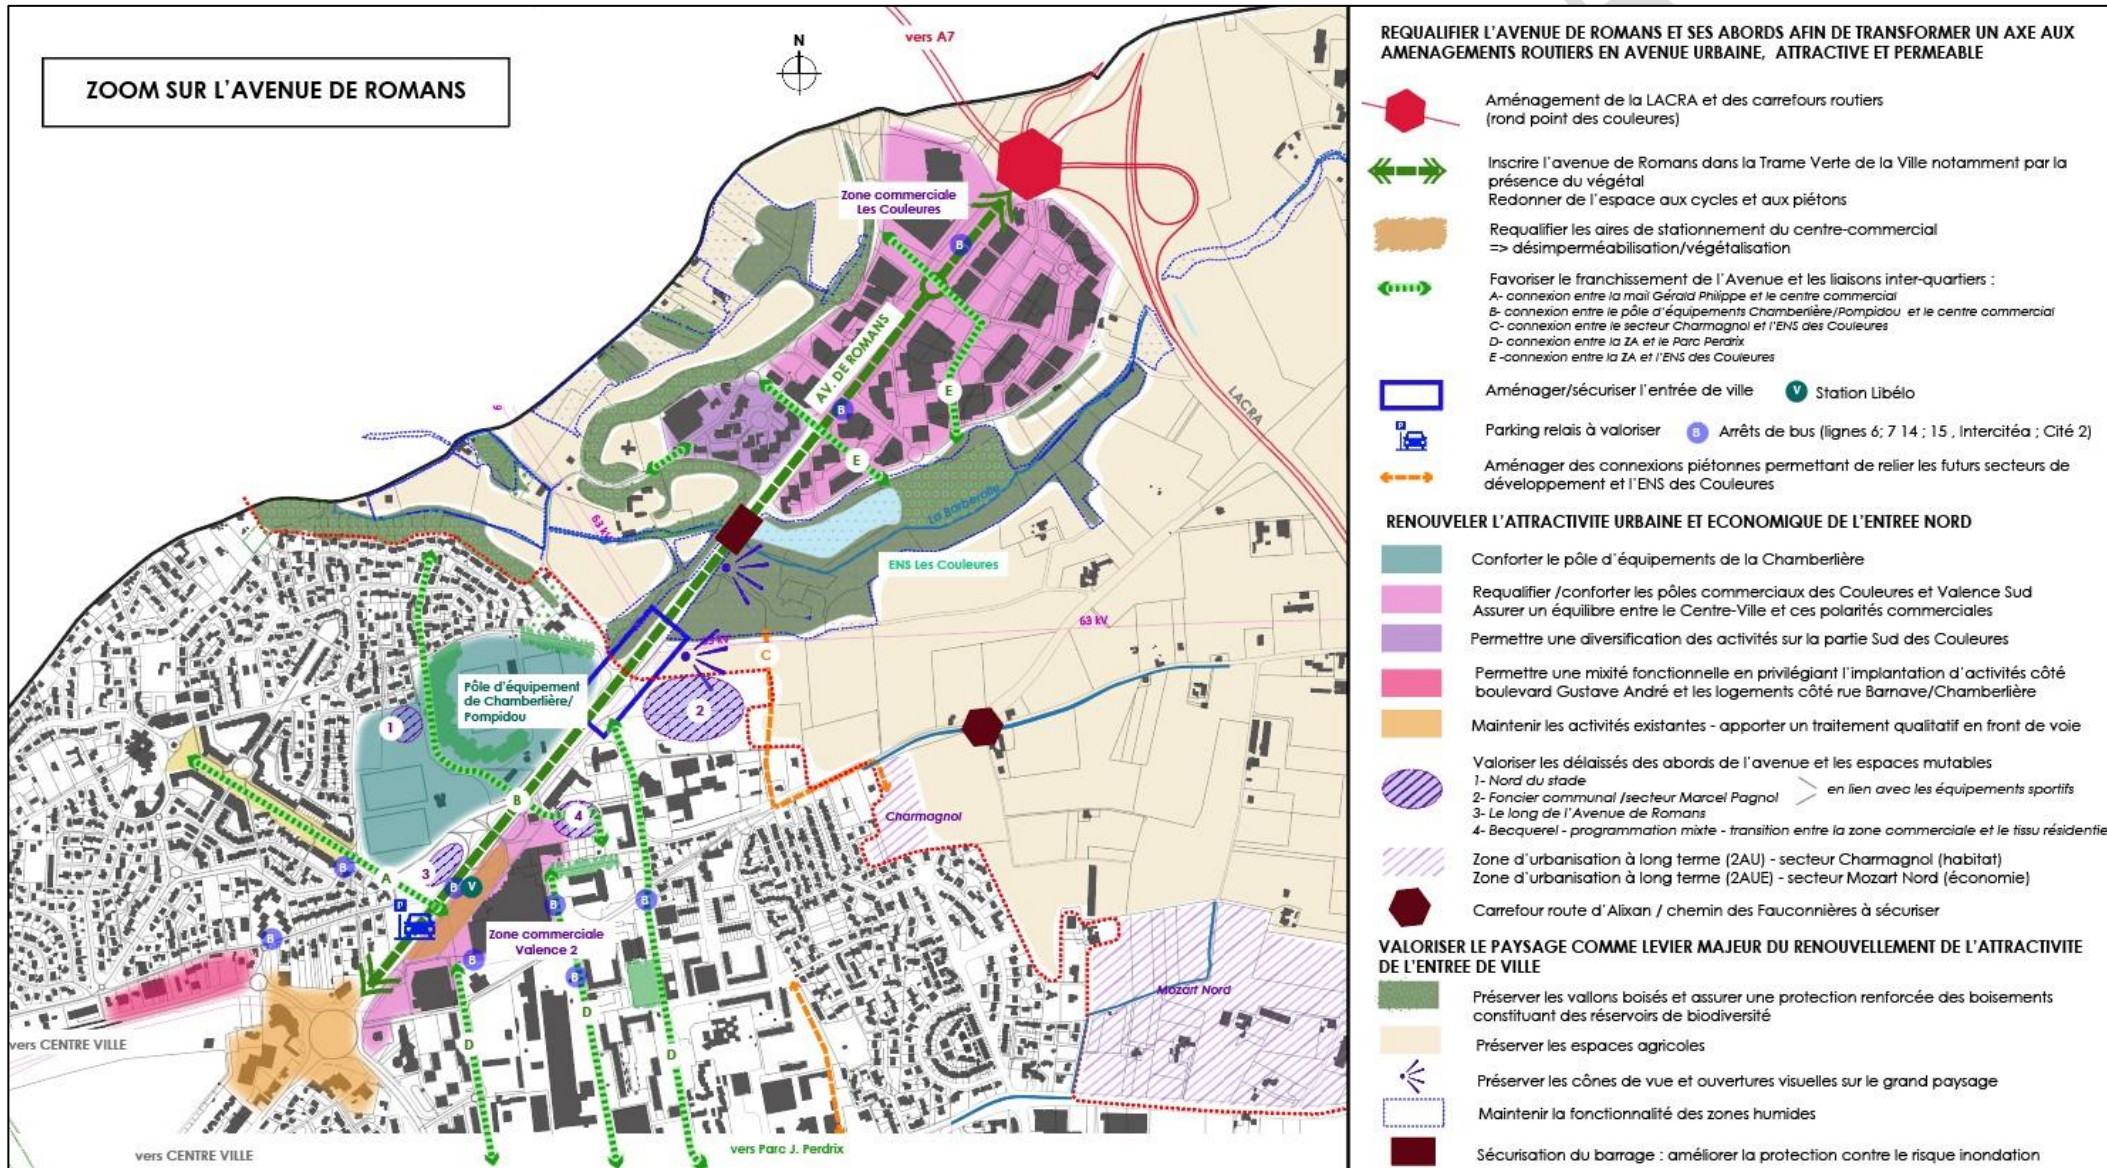 ZOOM SUR L'AVENUE DE ROMANS
N
vers A7
Zone commerciale
Les Couleures
B
AV. DE ROMANS
B
E
E
LACRA
63 kV
La Barberolle
ENS Les Couleures
63 kV
63 kV
C
Pôle d'équipement
de Chamberlière/
Pompidou
1
2
B
4
Charmagnol
A
B
3
B
V
P
B
B
B
Zone commerciale
Valence 2
B
B
D
D
D
Mozart Nord
vers CENTRE VILLE
vers CENTRE VILLE
vers Parc J. Perdrix
REQUALIFIER L'AVENUE DE ROMANS ET SES ABORDS AFIN DE TRANSFORMER UN AXE AUX
AMENAGEMENTS ROUTIERS EN AVENUE URBAINE, ATTRACTIVE ET PERMEABLE
Aménagement de la LACRA et des carrefours routiers
(rond point des couleures)
Inscrire l'avenue de Romans dans la Trame Verte de la Ville notamment par la
présence du végétal
Redonner de l'espace aux cycles et aux piétons
Requalifier les aires de stationnement du centre-commercial
=> désimperméabilisation/végétalisation
Favoriser le franchissement de l'Avenue et les liaisons inter-quartiers :
A- connexion entre la mail Gérald Philippe et le centre commercial
B- connexion entre le pôle d'équipements Chamberlière/Pompidou et le centre commercial
C- connexion entre le secteur Charmagnol et l'ENS des Couleures
D- connexion entre la ZA et le Parc Perdrix
E -connexion entre la ZA et l'ENS des Couleures
Aménager/sécuriser l'entrée de ville
V Station Libélo
P Parking relais à valoriser
B Arrêts de bus (lignes 6; 7 14 ; 15 , Intercitéa ; Cité 2)
Aménager des connexions piétonnes permettant de relier les futurs secteurs de
développement et l'ENS des Couleures
RENOUVELER L'ATTRACTIVITE URBAINE ET ECONOMIQUE DE L'ENTREE NORD
Conforter le pôle d'équipements de la Chamberlière
Requalifier /conforter les pôles commerciaux des Couleures et Valence Sud
Assurer un équilibre entre le Centre-Ville et ces polarités commerciales
Permettre une diversification des activités sur la partie Sud des Couleures
Permettre une mixité fonctionnelle en privilégiant l'implantation d'activités côté
boulevard Gustave André et les logements côté rue Barnave/Chamberlière
Maintenir les activités existantes - apporter un traitement qualitatif en front de voie
Valoriser les délaissés des abords de l'avenue et les espaces mutables
1- Nord du stade
2- Foncier communal /secteur Marcel Pagnol
en lien avec les équipements sportifs
3- Le long de l'Avenue de Romans
4- Becquerel - programmation mixte - transition entre la zone commerciale et le tissu résidentie
Zone d'urbanisation à long terme (2AU) - secteur Charmagnol (habitat)
Zone d'urbanisation à long terme (2AUE) - secteur Mozart Nord (économie)
Carrefour route d'Alixan / chemin des Fauconnières à sécuriser
VALORISER LE PAYSAGE COMME LEVIER MAJEUR DU RENOUVELLEMENT DE L'ATTRACTIVITE
DE L'ENTREE DE VILLE
Préserver les vallons boisés et assurer une protection renforcée des boisements
constituant des réservoirs de biodiversité
Préserver les espaces agricoles
Préserver les cônes de vue et ouvertures visuelles sur le grand paysage
Maintenir la fonctionnalité des zones humides
Sécurisation du barrage : améliorer la protection contre le risque inondation